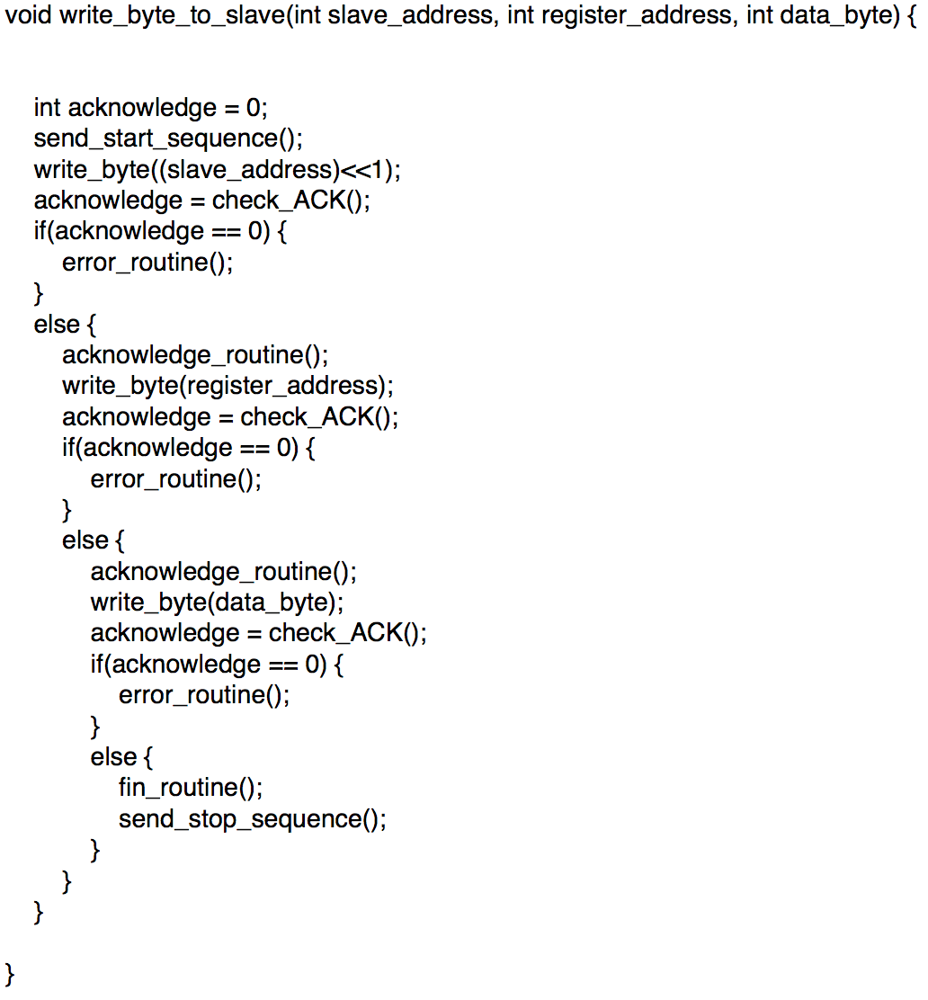 void write_byte_to_slave(int slave_address, int register_address, int data_byte) {
int acknowledge = 0;
send_start_sequence();
write_byte((slave_address)<<1);
acknowledge = check_ACK();
if(acknowledge == 0) {
error_routine();
}
else {
acknowledge_routine();
write_byte(register_address);
acknowledge = check_ACK();
if(acknowledge == 0) {
error_routine();
}
else {
acknowledge_routine();
write_byte(data_byte);
acknowledge = check_ACK();
if(acknowledge == 0) {
error_routine();
}
else {
fin_routine();
send_stop_sequence();
}
}
}
}